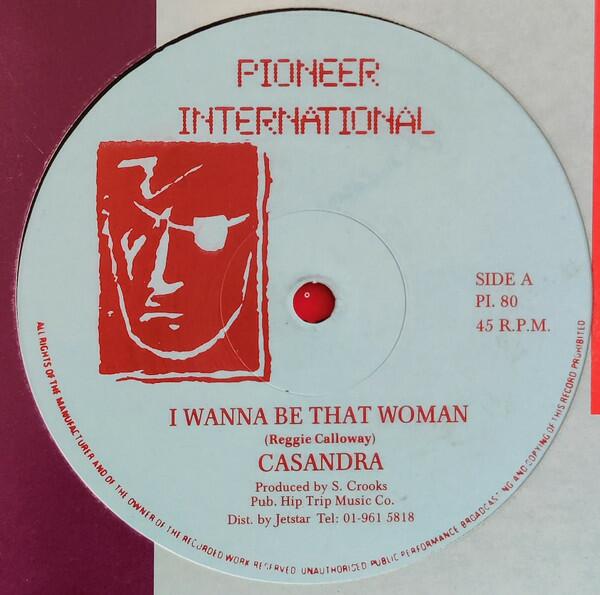 PIONEER
INTERNATIONAL
SIDE A
PI. 80
45 R.P.M.
I WANNA BE THAT WOMAN
(Reggie Calloway)
CASANDRA
Produced by S. Crooks
Pub. Hip Trip Music Co.
Dist. by Jetstar Tel: 01-961 5818
ALL RIGHTS OF THE MANUFACTURER AND OF THE OWNER OF THE RECORDED WORK RESERVED UNAUTHORISED PUBLIC PERFORMANCE BROADCASTING AND COPYING OF THIS RECORD PROHIBITED